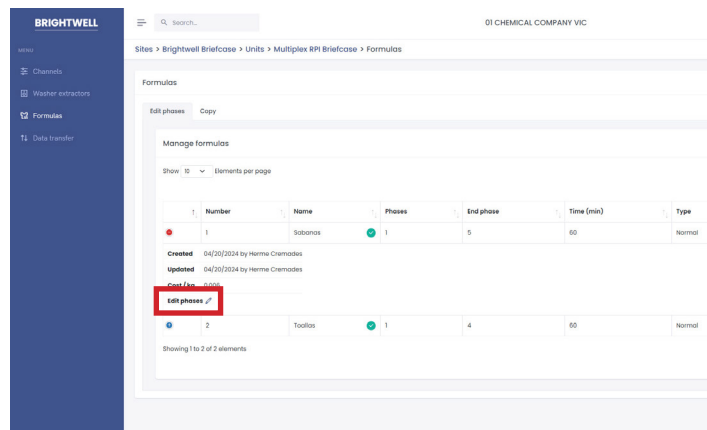 BRIGHTWELL
Search...
01 CHEMICAL COMPANY VIC
MENU
Sites > Brightwell Briefcase > Units > Multiplex RPI Briefcase > Formulas
Channels
Washer extractors
Formulas
Data transfer
Formulas
Edit phases Copy
Manage formulas
Show 10 Elements per page
Number Name Phases End phase Time (min) Type
1 Sabanas 1 5 60 Normal
Created 04/20/2024 by Herme Cremades
Updated 04/20/2024 by Herme Cremades
Cost / kg 0.006
Edit phases
2 Toallas 1 4 60 Normal
Showing 1 to 2 of 2 elements